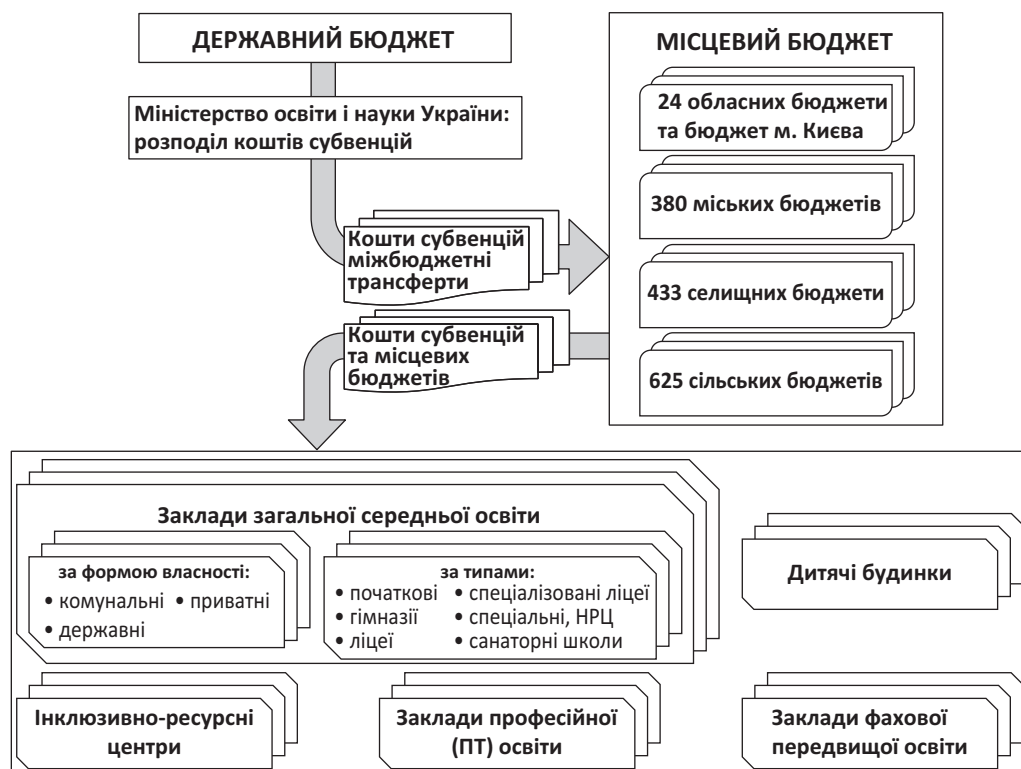 ДЕРЖАВНИЙ БЮДЖЕТ
Міністерство освіти і науки України:
розподіл коштів субвенцій
Кошти субвенцій
міжбюджетні
трансферти
МІСЦЕВИЙ БЮДЖЕТ
24 обласних бюджети
та бюджет м. Києва
380 міських бюджетів
433 селищних бюджети
625 сільських бюджетів
Кошти субвенцій
та місцевих
бюджетів
Заклади загальної середньої освіти
за формою власності:
• комунальні • приватні
• державні
за типами:
• початкові • спеціалізовані ліцеї
• гімназії • спеціальні, НРЦ
• ліцеї • санаторні школи
Дитячі будинки
Інклюзивно-ресурсні
центри
Заклади професійної
(ПТ) освіти
Заклади фахової
передвищої освіти